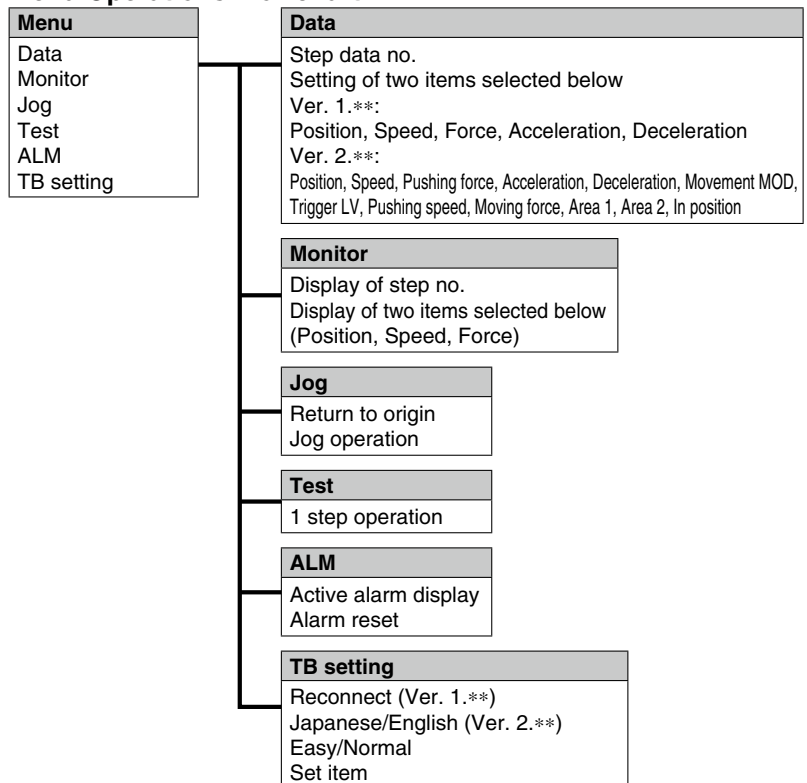 Menu
Data
Monitor
Jog
Test
ALM
TB setting
Data
Step data no.
Setting of two items selected below
Ver. 1.**:
Position, Speed, Force, Acceleration, Deceleration
Ver. 2.**:
Position, Speed, Pushing force, Acceleration, Deceleration, Movement MOD,
Trigger LV, Pushing speed, Moving force, Area 1, Area 2, In position
Monitor
Display of step no.
Display of two items selected below
(Position, Speed, Force)
Jog
Return to origin
Jog operation
Test
1 step operation
ALM
Active alarm display
Alarm reset
TB setting
Reconnect (Ver. 1.**)
Japanese/English (Ver. 2.**)
Easy/Normal
Set item